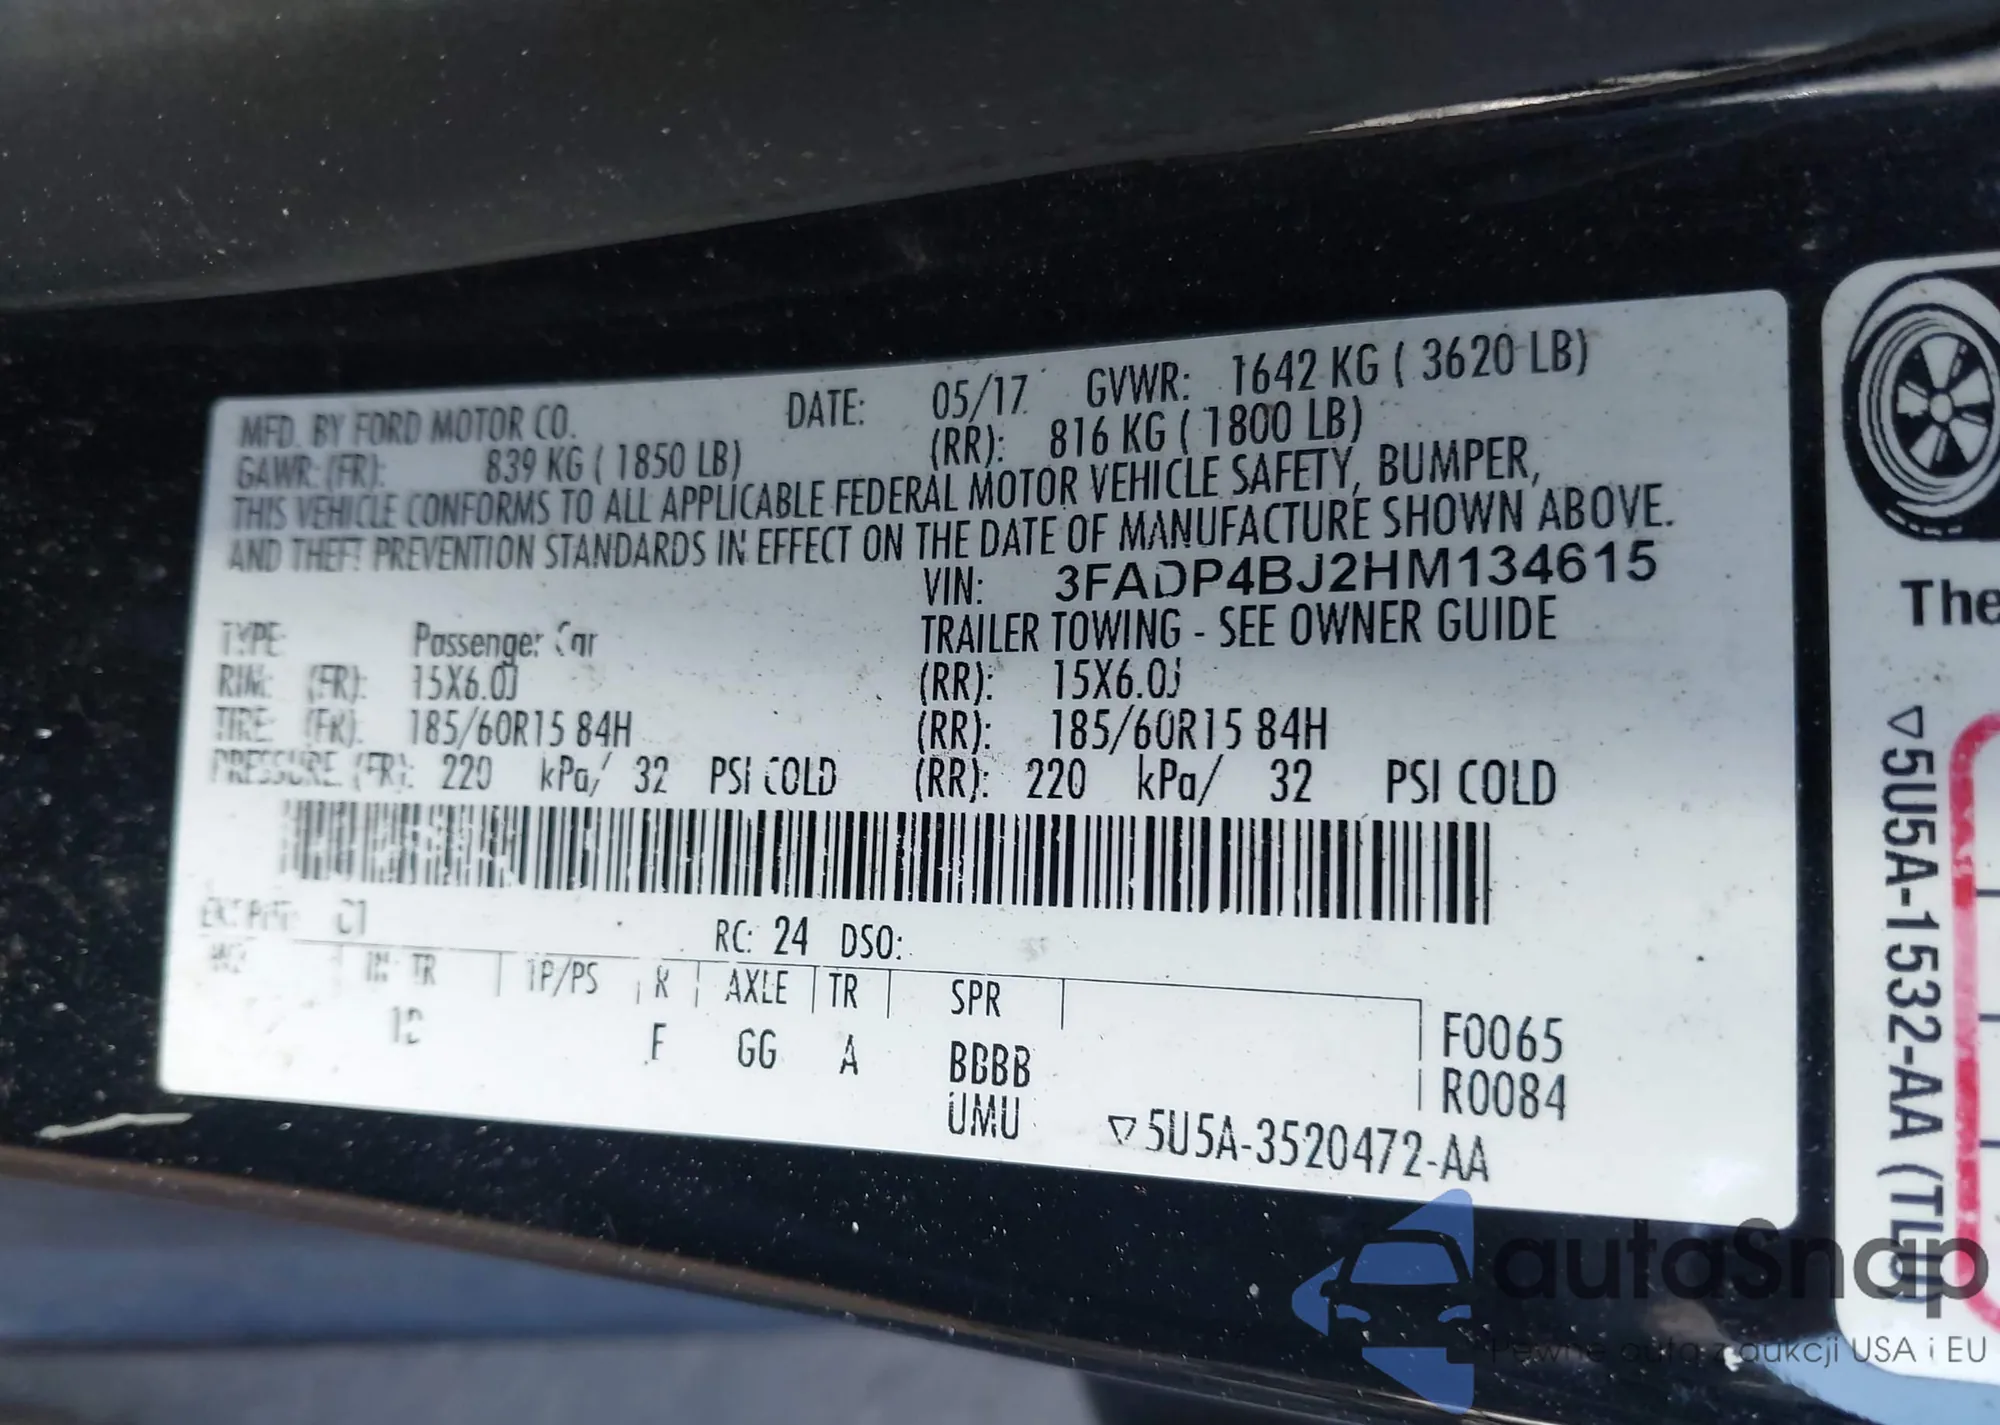 MFD. BY FORD MOTOR CO. DATE: 05/17 GVWR: 1642 KG ( 3620 LB)
GAWR: (FR): 839 KG ( 1850 LB) (RR): 816 KG ( 1800 LB)
THIS VEHICLE CONFORMS TO ALL APPLICABLE FEDERAL MOTOR VEHICLE SAFETY, BUMPER,
AND THEFT PREVENTION STANDARDS IN EFFECT ON THE DATE OF MANUFACTURE SHOWN ABOVE.
VIN: 3FADP4BJ2HM134615
TYPE: Passenger Car TRAILER TOWING - SEE OWNER GUIDE
RIM: (FR): 15X6.0J (RR): 15X6.0J
TIRE: (FR): 185/60R15 84H (RR): 185/60R15 84H
PRESSURE (FR): 220 kPa/ 32 PSI COLD (RR): 220 kPa/ 32 PSI COLD
EXT PNT: RC: 24 DSO:
TR TP/PS R AXLE TR SPR F0065
F GG A BBBB R0084
UMU ▽5U5A-3520472-AA
The
▽5U5A-1532-AA (TLU)
autaSnap
Pewne auta z aukcji USA i EU